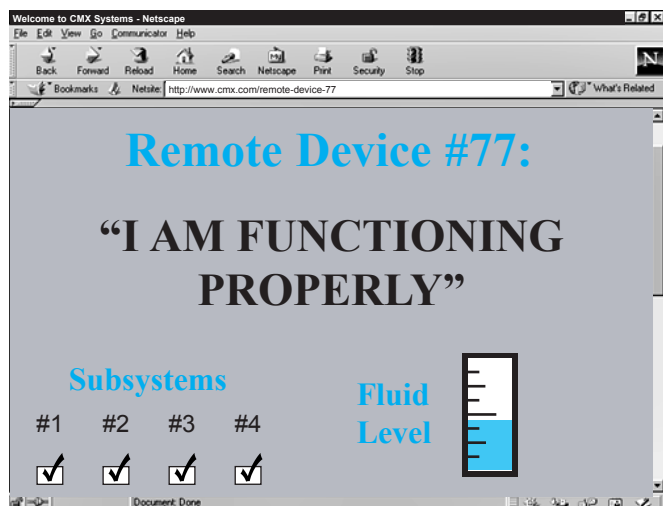 Welcome to CMX Systems - Netscape
File Edit View Go Communicator Help
Back Forward Reload Home Search Netscape Print Security Stop
N
Bookmarks Netsite: http://www.cmx.com/remote-device-77 What's Related
Remote Device #77:
“I AM FUNCTIONING
PROPERLY”
Subsystems
#1 #2 #3 #4
Fluid
Level
Document: Done